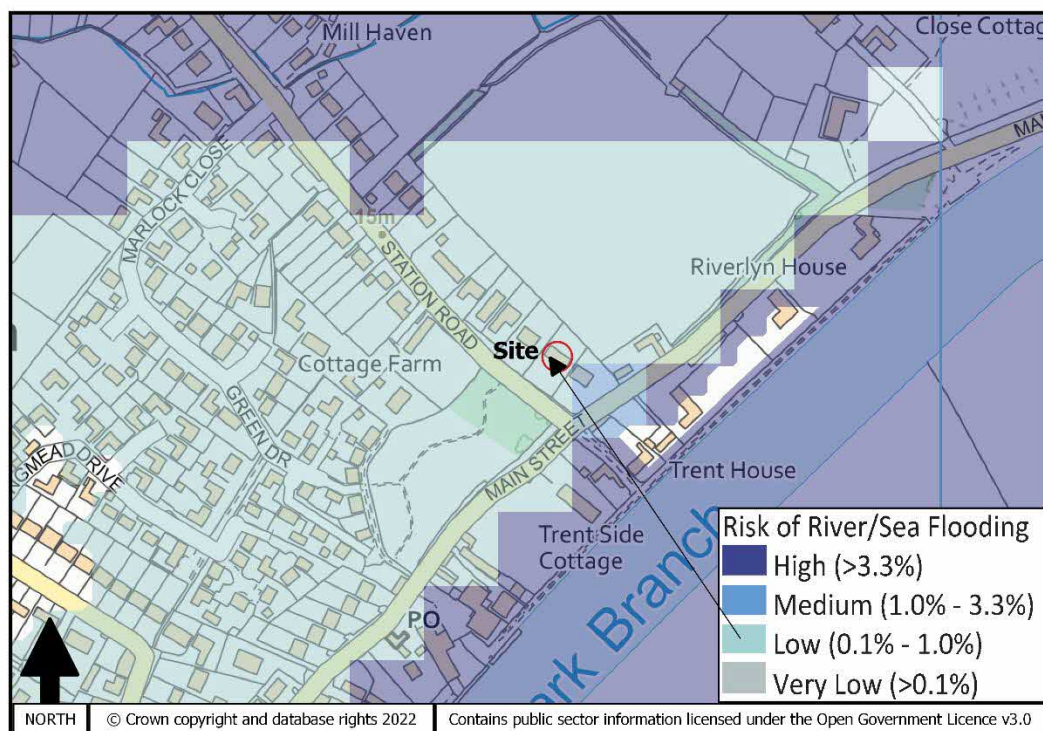 Mill Haven
Close Cottag
MARLOCK CLOSE
MAI
15m
STATION ROAD
Riverlyn House
Site
Cottage Farm
GREEN DR
MAIN STREET
GMEAD DRIVE
Trent House
Trent Side
Cottage
PO
rk Branch
Risk of River/Sea Flooding
High (>3.3%)
Medium (1.0% - 3.3%)
Low (0.1% - 1.0%)
Very Low (>0.1%)
NORTH
© Crown copyright and database rights 2022
Contains public sector information licensed under the Open Government Licence v3.0